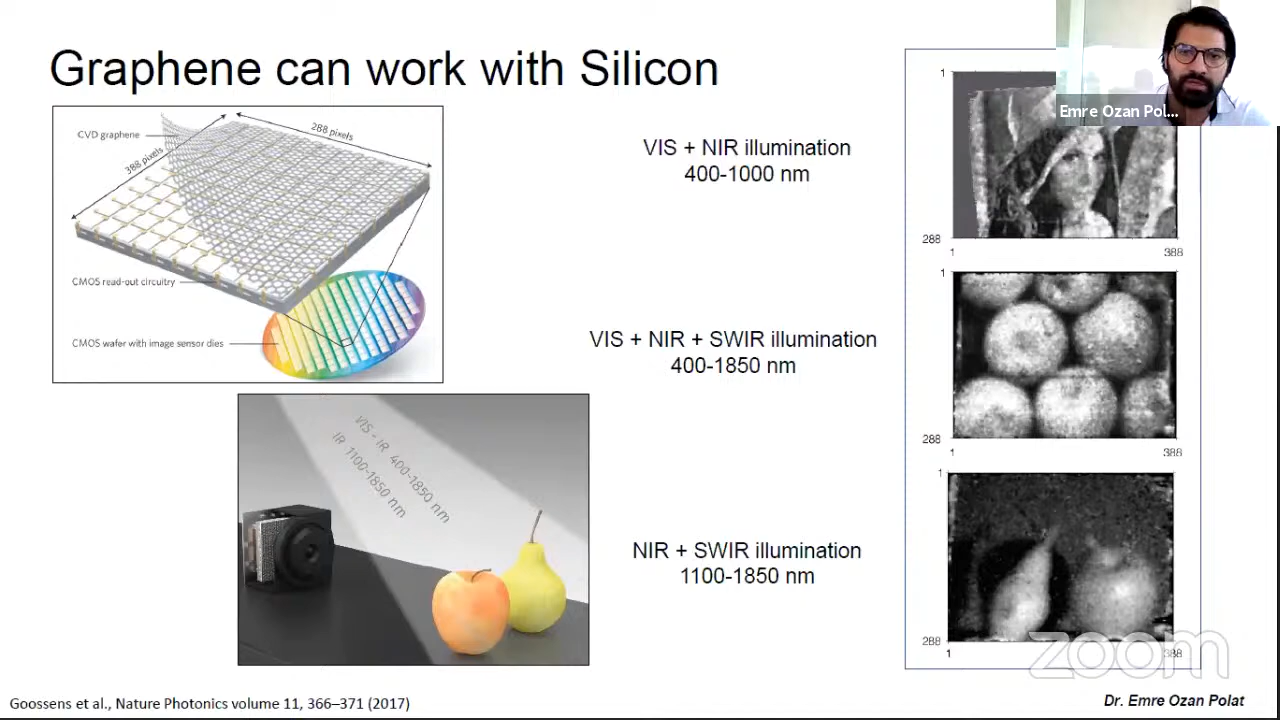 Graphene can work with Silicon
Emre Ozan Pol...
CVD graphene
288 pixels
388 pixels
CMOS read-out circuitry
CMOS wafer with image sensor dies
VIS + NIR illumination
400-1000 nm
1
288
1
388
VIS + NIR + SWIR illumination
400-1850 nm
1
288
1
388
VIS - IR 400-1850 nm
IR 1100-1850 nm
NIR + SWIR illumination
1100-1850 nm
1
288
1
388
zoom
Goossens et al., Nature Photonics volume 11, 366–371 (2017)
Dr. Emre Ozan Polat